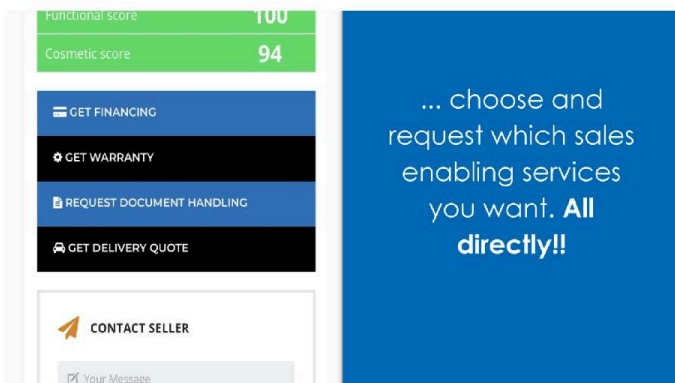 Functional score 100
Cosmetic score 94
GET FINANCING
GET WARRANTY
REQUEST DOCUMENT HANDLING
GET DELIVERY QUOTE
CONTACT SELLER
Your Message
... choose and
request which sales
enabling services
you want. All
directly!!